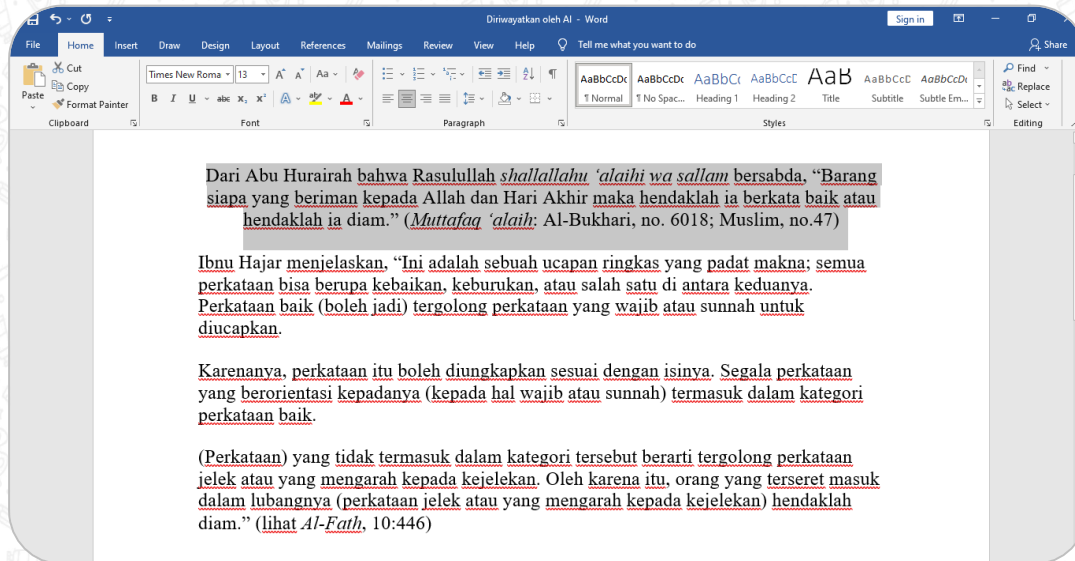 Diriwayatkan oleh Al - Word
Sign in
File Home Insert Draw Design Layout References Mailings Review View Help Tell me what you want to do Share
Paste
Cut
Copy
Format Painter
Clipboard
Times New Roma 13
Font
Paragraph
AaBbCcDc AaBbCcDc AaBbCc AaBbCcE AaB AaBbCcD AaBbCcDc
¶ Normal ¶ No Spac... Heading 1 Heading 2 Title Subtitle Subtle Em...
Styles
Find
Replace
Select
Editing
Dari Abu Hurairah bahwa Rasulullah shallallahu ‘alaihi wa sallam bersabda, “Barang
siapa yang beriman kepada Allah dan Hari Akhir maka hendaklah ia berkata baik atau
hendaklah ia diam.” (Muttafaq ‘alaih: Al-Bukhari, no. 6018; Muslim, no.47)
Ibnu Hajar menjelaskan, “Ini adalah sebuah ucapan ringkas yang padat makna; semua
perkataan bisa berupa kebaikan, keburukan, atau salah satu di antara keduanya.
Perkataan baik (boleh jadi) tergolong perkataan yang wajib atau sunnah untuk
diucapkan.
Karenanya, perkataan itu boleh diungkapkan sesuai dengan isinya. Segala perkataan
yang berorientasi kepadanya (kepada hal wajib atau sunnah) termasuk dalam kategori
perkataan baik.
(Perkataan) yang tidak termasuk dalam kategori tersebut berarti tergolong perkataan
jelek atau yang mengarah kepada kejelekan. Oleh karena itu, orang yang terseret masuk
dalam lubangnya (perkataan jelek atau yang mengarah kepada kejelekan) hendaklah
diam.” (lihat Al-Fath, 10:446)